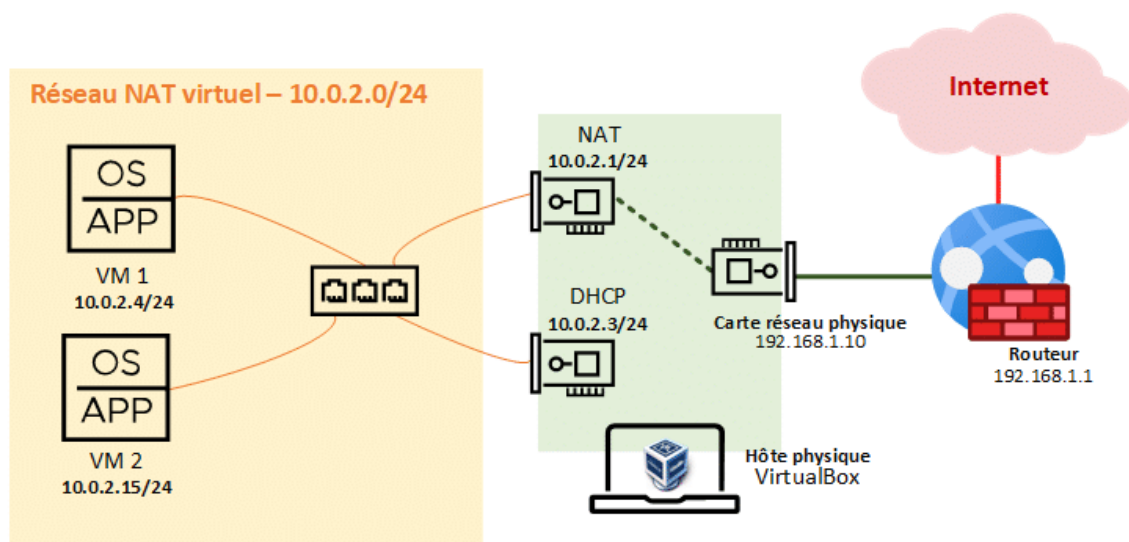 Réseau NAT virtuel – 10.0.2.0/24
OS
APP
VM 1
10.0.2.4/24
OS
APP
VM 2
10.0.2.15/24
NAT
10.0.2.1/24
DHCP
10.0.2.3/24
Carte réseau physique
192.168.1.10
Hôte physique
VirtualBox
Internet
Routeur
192.168.1.1